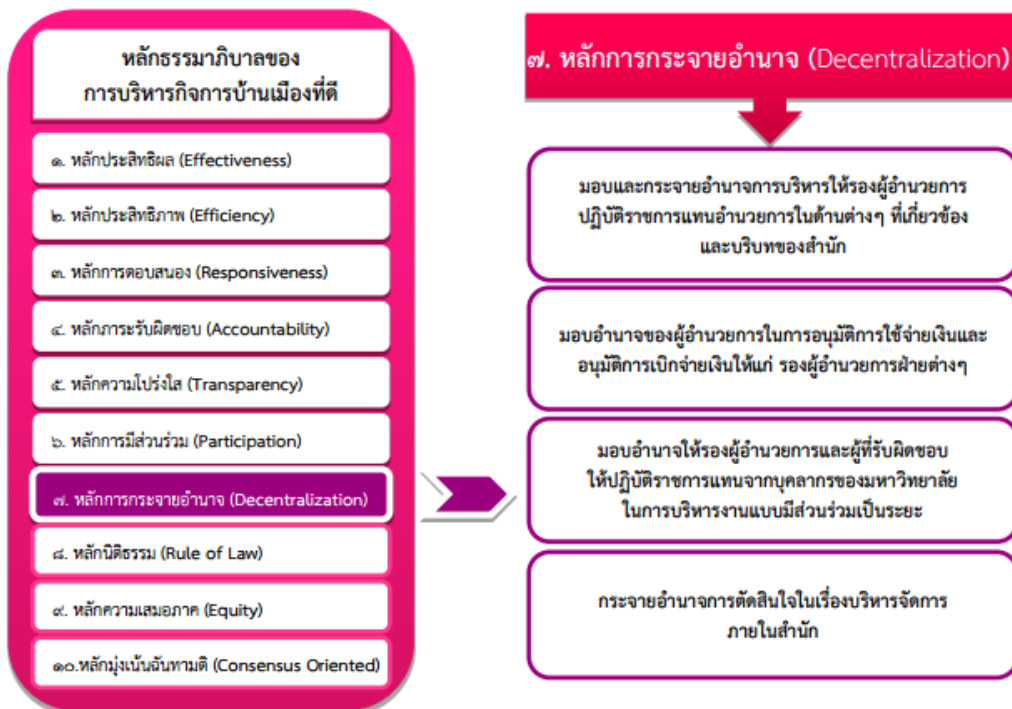 หลักธรรมาภิบาลของ
การบริหารกิจการบ้านเมืองที่ดี
๑. หลักประสิทธิผล (Effectiveness)
๒. หลักประสิทธิภาพ (Efficiency)
๓. หลักการตอบสนอง (Responsiveness)
๔. หลักภาระรับผิดชอบ (Accountability)
๕. หลักความโปร่งใส (Transparency)
๖. หลักการมีส่วนร่วม (Participation)
๗. หลักการกระจายอำนาจ (Decentralization)
๘. หลักนิติธรรม (Rule of Law)
๙. หลักความเสมอภาค (Equity)
๑๐.หลักมุ่งเน้นฉันทามติ (Consensus Oriented)
๗. หลักการกระจายอำนาจ (Decentralization)
มอบและกระจายอำนาจการบริหารให้รองผู้อำนวยการ
ปฏิบัติราชการแทนอำนวยการในด้านต่างๆ ที่เกี่ยวข้อง
และบริบทของสำนัก
มอบอำนาจของผู้อำนวยการในการอนุมัติการใช้จ่ายเงินและ
อนุมัติการเบิกจ่ายเงินให้แก่ รองผู้อำนวยการฝ่ายต่างๆ
มอบอำนาจให้รองผู้อำนวยการและผู้ที่รับผิดชอบ
ให้ปฏิบัติราชการแทนจากบุคลากรของมหาวิทยาลัย
ในการบริหารงานแบบมีส่วนร่วมเป็นระยะ
กระจายอำนาจการตัดสินใจในเรื่องบริหารจัดการ
ภายในสำนัก